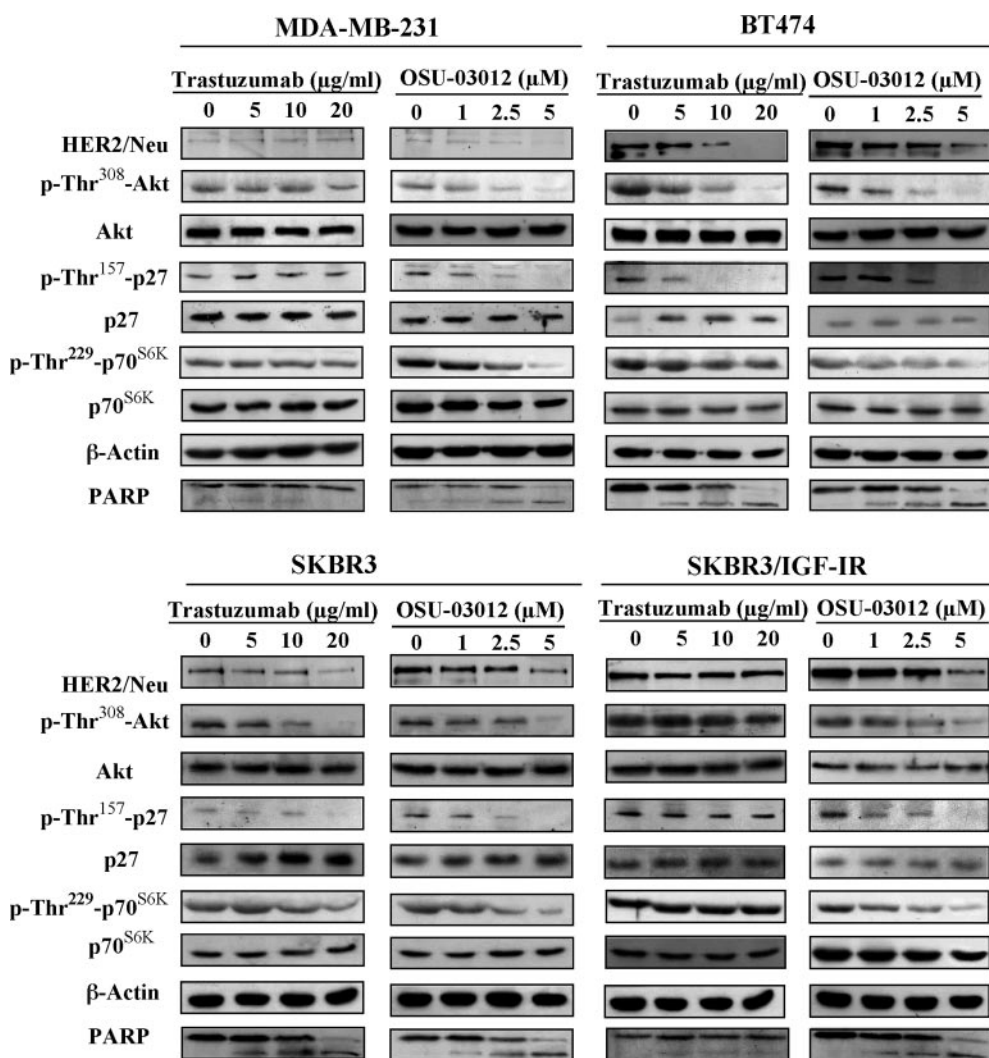 MDA-MB-231 BT474
Trastuzumab (µg/ml) OSU-03012 (µM) Trastuzumab (µg/ml) OSU-03012 (µM)
0 5 10 20 0 1 2.5 5 0 5 10 20 0 1 2.5 5
HER2/Neu
p-Thr³⁰⁸-Akt
Akt
p-Thr¹⁵⁷-p27
p27
p-Thr²²⁹-p70ˢ⁶ᴷ
p70ˢ⁶ᴷ
β-Actin
PARP
SKBR3 SKBR3/IGF-IR
Trastuzumab (µg/ml) OSU-03012 (µM) Trastuzumab (µg/ml) OSU-03012 (µM)
0 5 10 20 0 1 2.5 5 0 5 10 20 0 1 2.5 5
HER2/Neu
p-Thr³⁰⁸-Akt
Akt
p-Thr¹⁵⁷-p27
p27
p-Thr²²⁹-p70ˢ⁶ᴷ
p70ˢ⁶ᴷ
β-Actin
PARP